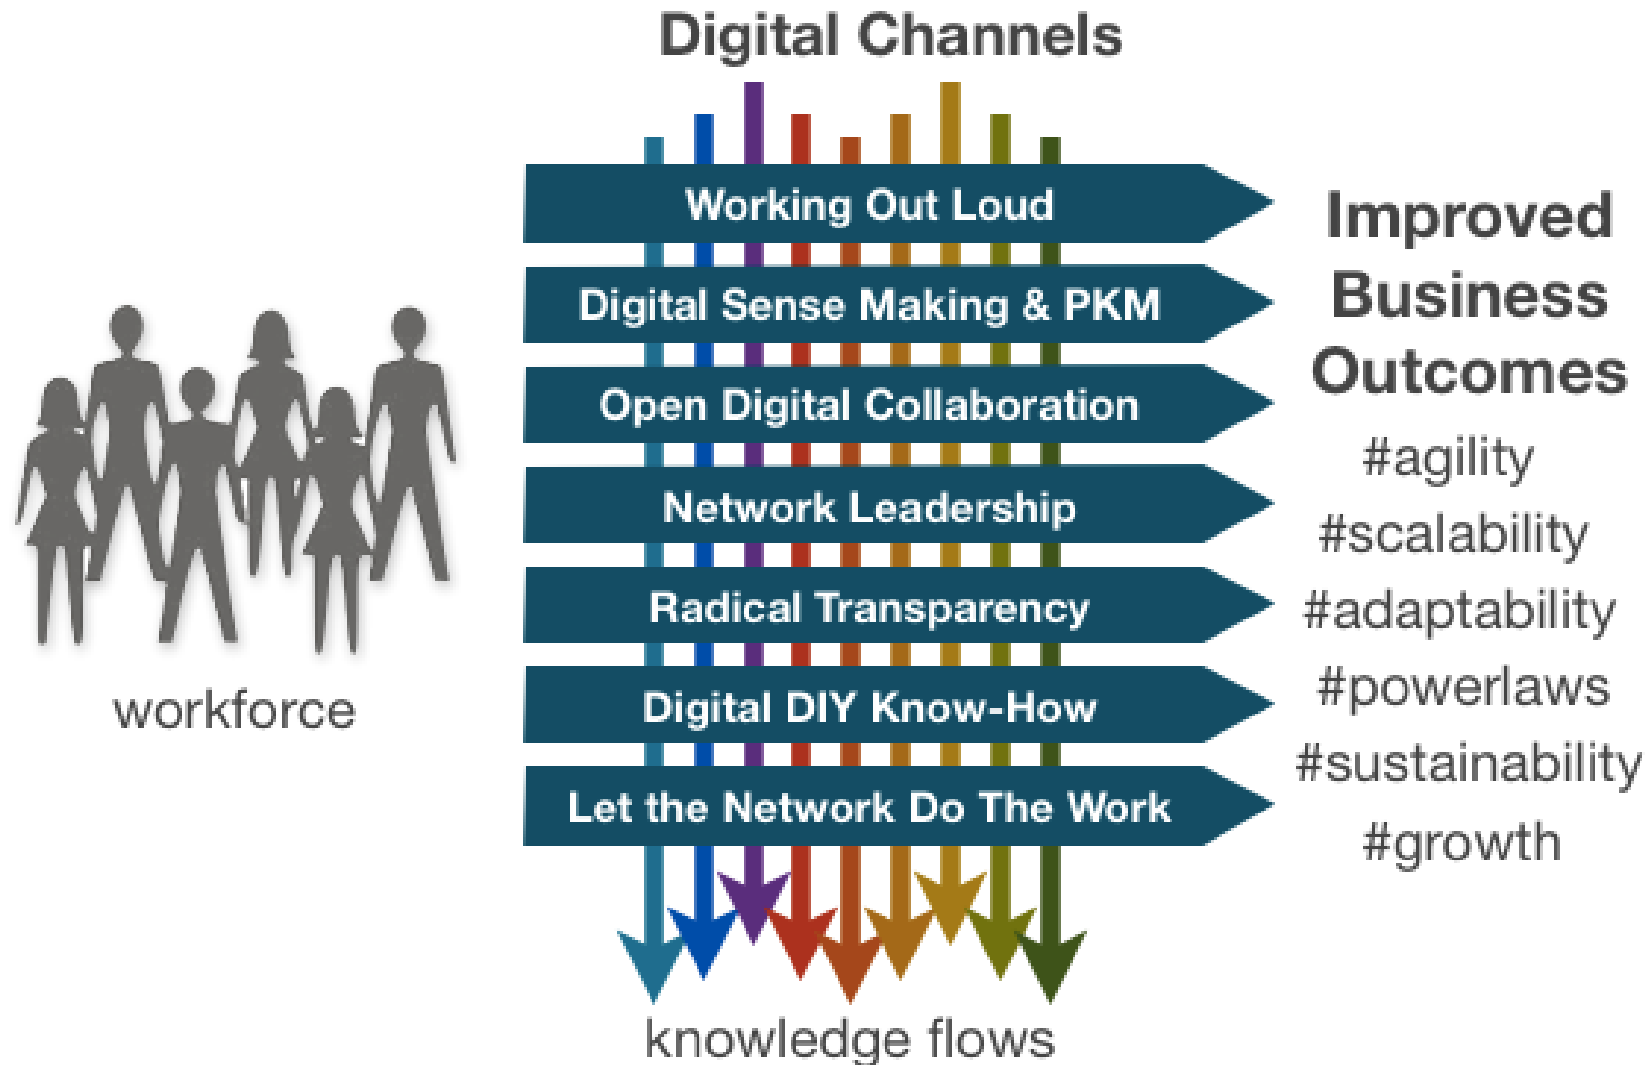 Digital Channels
Working Out Loud
Digital Sense Making & PKM
Open Digital Collaboration
Network Leadership
Radical Transparency
Digital DIY Know-How
Let the Network Do The Work
workforce
knowledge flows
Improved
Business
Outcomes
#agility
#scalability
#adaptability
#powerlaws
#sustainability
#growth